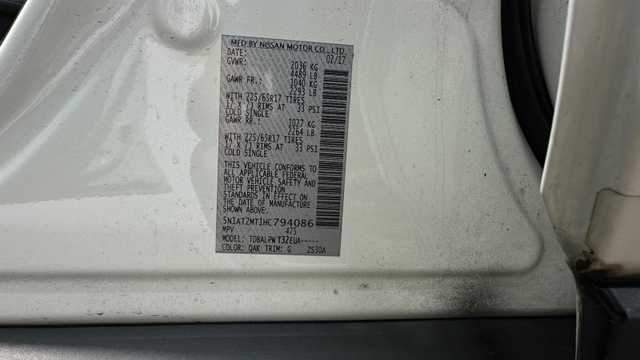 MFD BY NISSAN MOTOR CO., LTD.
DATE: 02/17
GVWR: 2036 KG
4489 LB
GAWR FR.: 1040 KG
2293 LB
WITH 225/65R17 TIRES
17 X 7J RIMS AT 33 PSI
COLD SINGLE
GAWR RR.: 1027 KG
2264 LB
WITH 225/65R17 TIRES
17 X 7J RIMS AT 33 PSI
COLD SINGLE
THIS VEHICLE CONFORMS TO
ALL APPLICABLE FEDERAL
MOTOR VEHICLE SAFETY AND
THEFT PREVENTION
STANDARDS IN EFFECT ON
THE DATE OF MANUFACTURE
SHOWN ABOVE
5N1AT2MT1HC794086
MPV 475
TYPE: TDBALPW T32EUA-----
COLOR: QAK TRIM: G 2530A